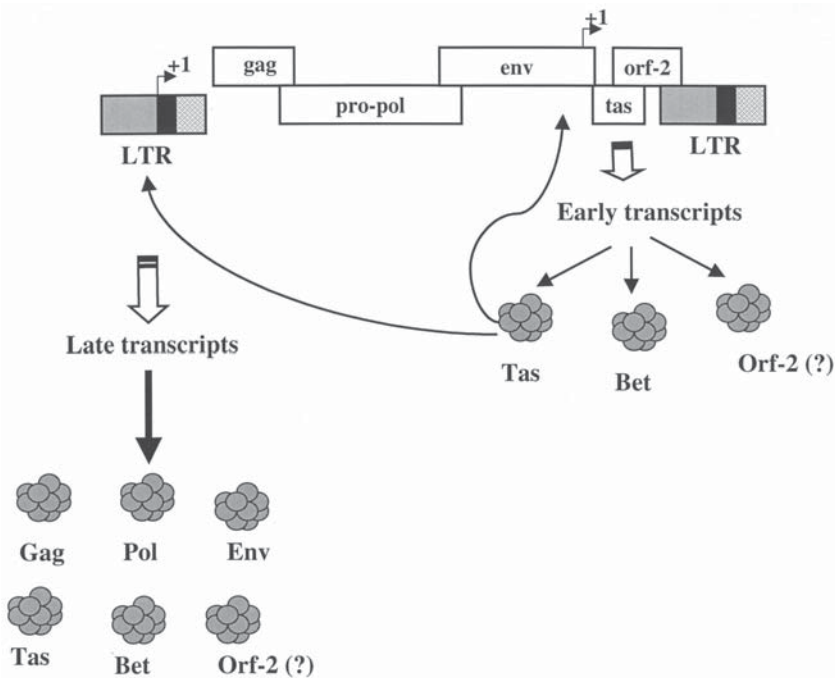 +1
gag
env
orf-2
+1
pro-pol
tas
LTR
LTR
Early transcripts
Late transcripts
Tas
Bet
Orf-2 (?)
Gag
Pol
Env
Tas
Bet
Orf-2 (?)